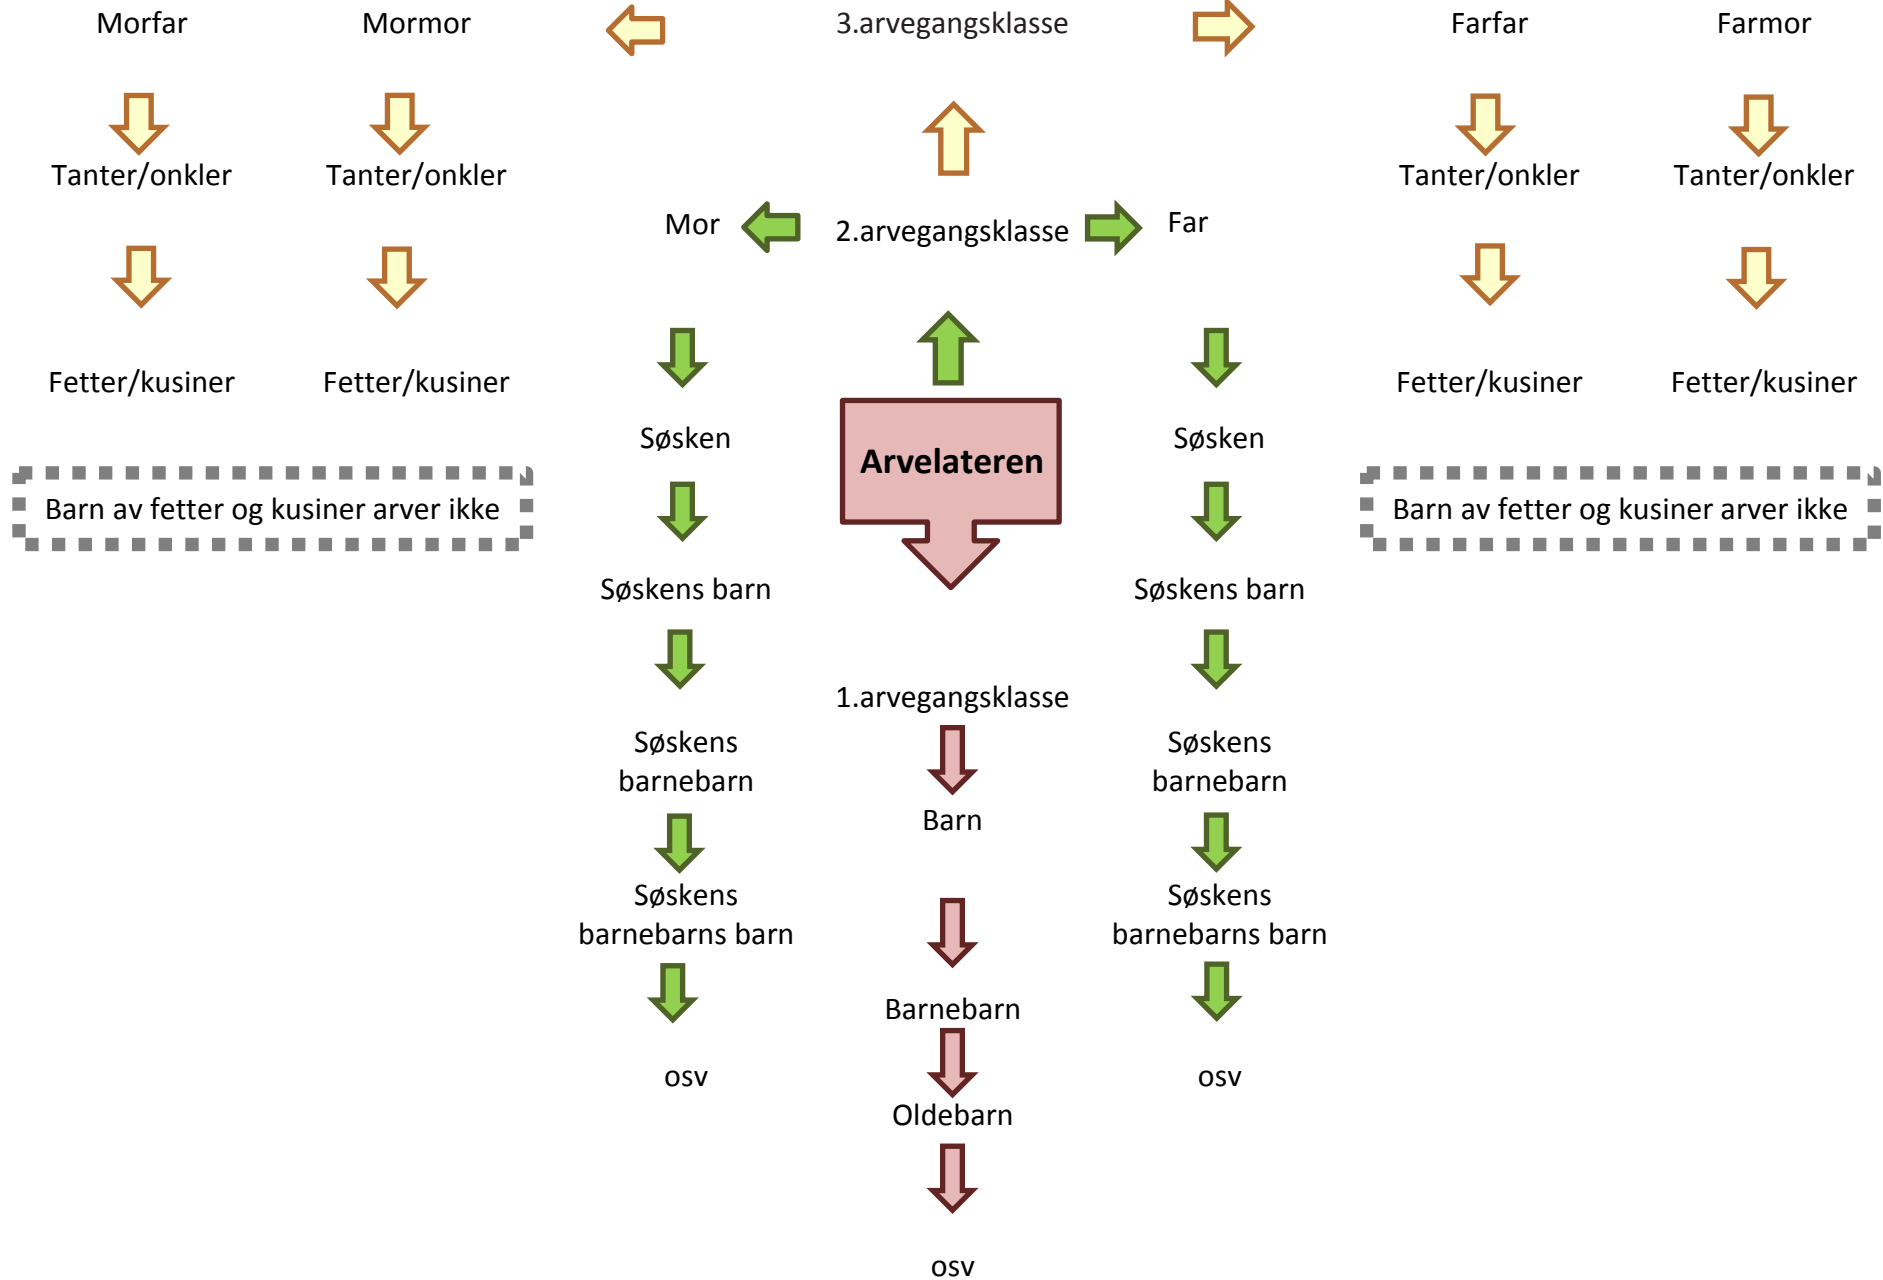 Morfar
Mormor
3.arvegangsklasse
Farfar
Farmor
Tanter/onkler
Tanter/onkler
Tanter/onkler
Tanter/onkler
Mor
2.arvegangsklasse
Far
Fetter/kusiner
Fetter/kusiner
Fetter/kusiner
Fetter/kusiner
Søsken
Arvelateren
Søsken
Barn av fetter og kusiner arver ikke
Barn av fetter og kusiner arver ikke
Søskens barn
Søskens barn
1.arvegangsklasse
Søskens
barnebarn
Søskens
barnebarn
Barn
Søskens
barnebarns barn
Søskens
barnebarns barn
Barnebarn
osv
osv
Oldebarn
osv